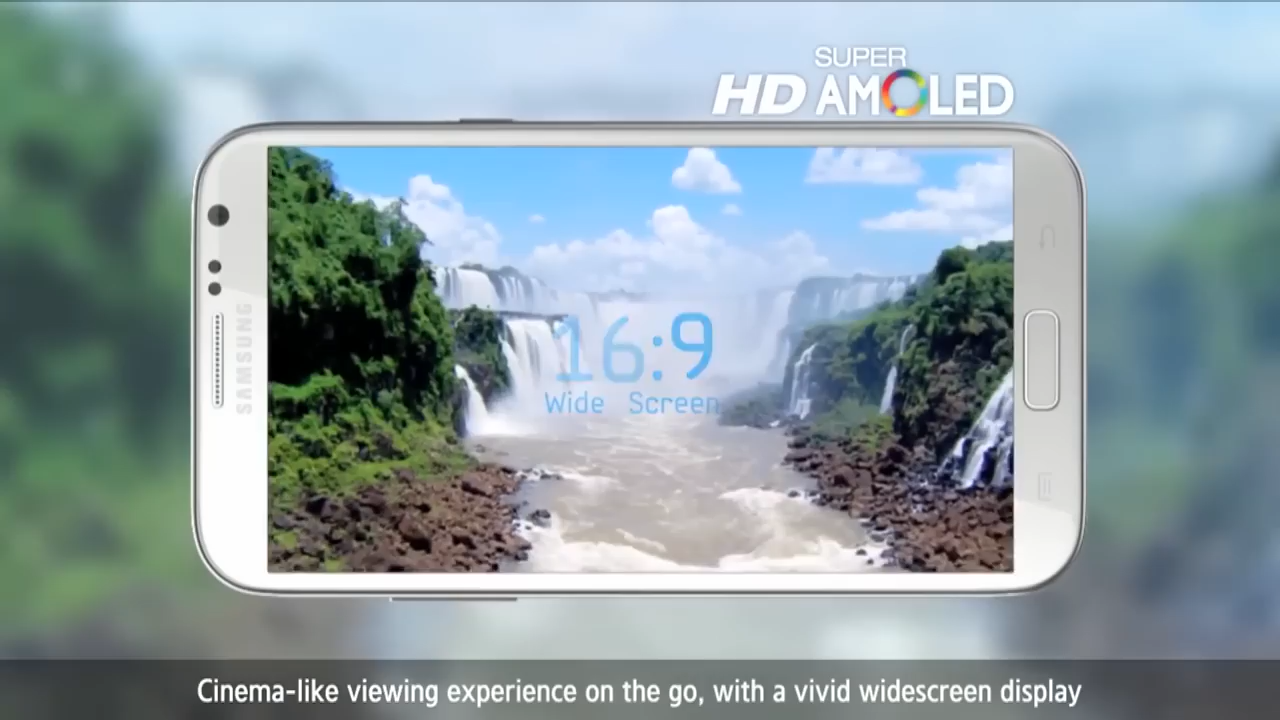 SUPER
HD AMOLED
SAMSUNG
16:9
Wide Screen
Cinema-like viewing experience on the go, with a vivid widescreen display